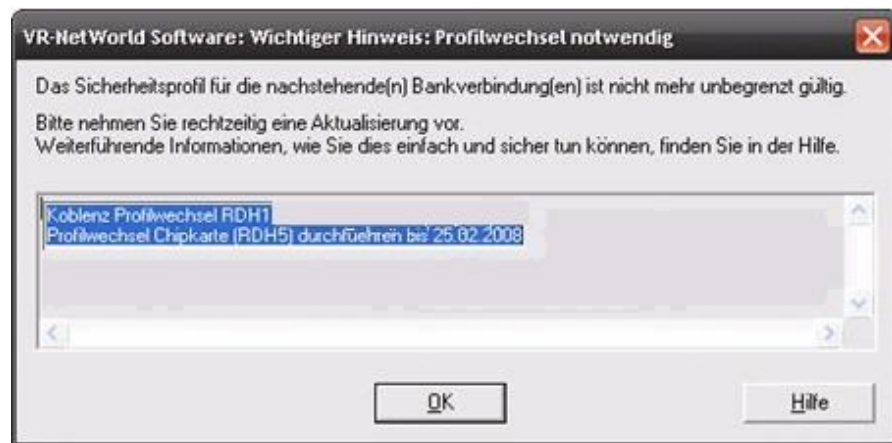 VR-NetWorld Software: Wichtiger Hinweis: Profilwechsel notwendig
Das Sicherheitsprofil für die nachstehende(n) Bankverbindung(en) ist nicht mehr unbegrenzt gültig.
Bitte nehmen Sie rechtzeitig eine Aktualisierung vor.
Weiterführende Informationen, wie Sie dies einfach und sicher tun können, finden Sie in der Hilfe.
Koblenz Profilwechsel RDH1
Profilwechsel Chipkarte (RDH5) durchfuehren bis 25.02.2008
OK
Hilfe